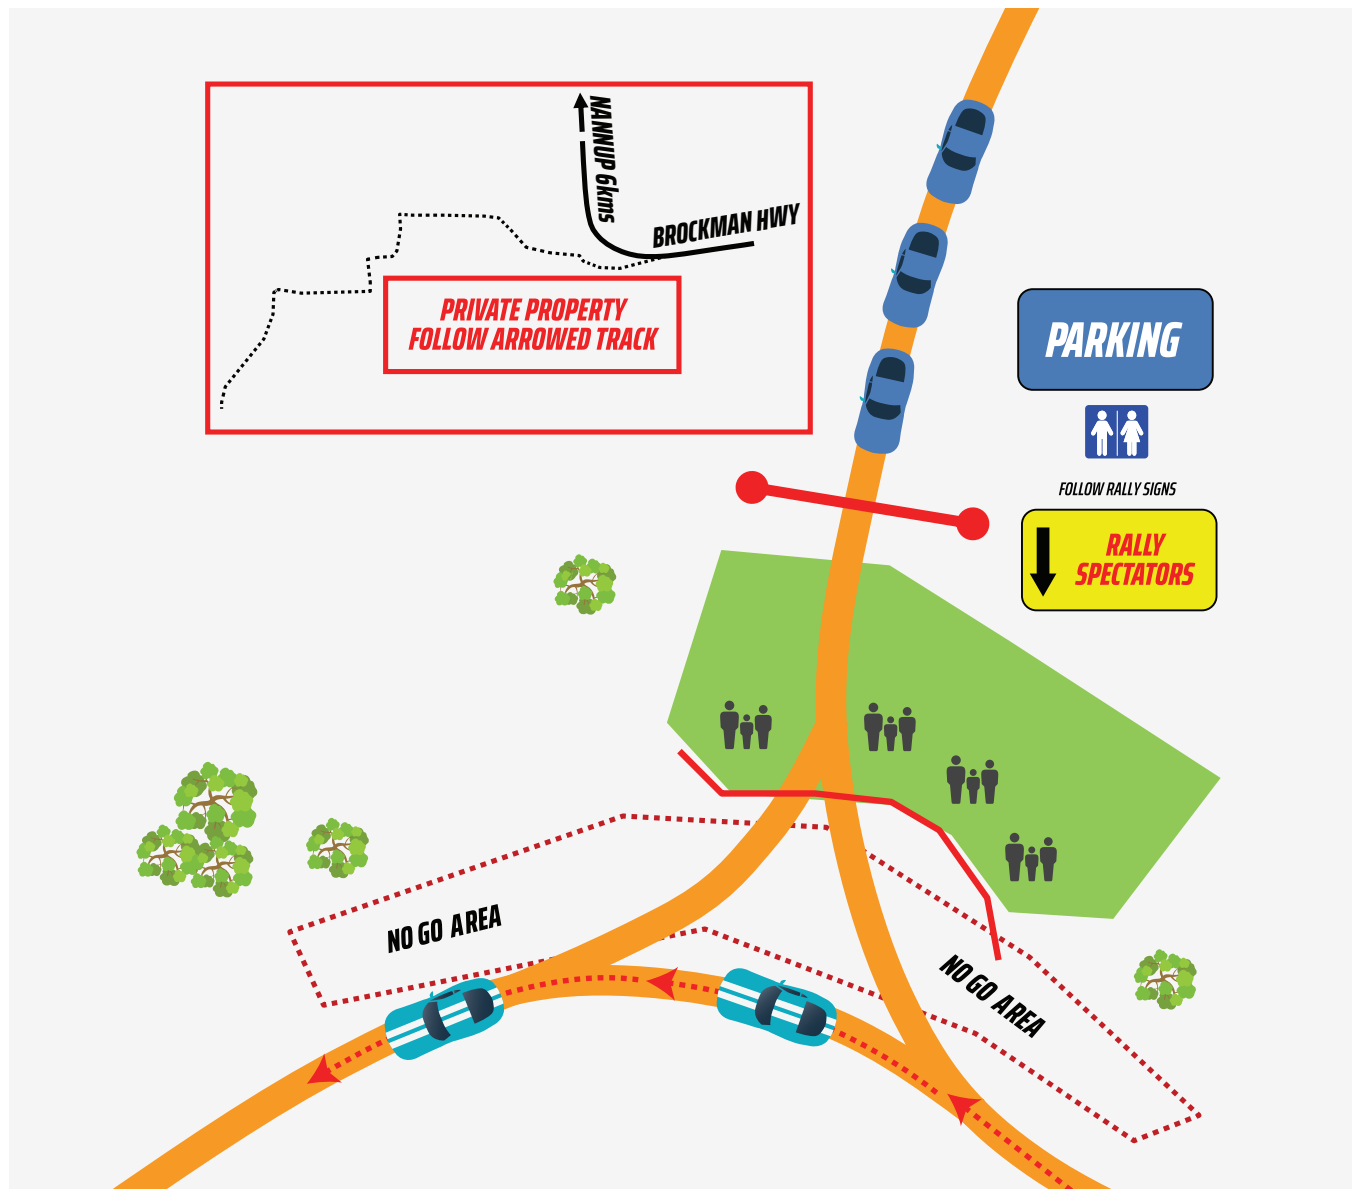 NANNUP 6kms
BROCKMAN HWY
PRIVATE PROPERTY
FOLLOW ARROWED TRACK
PARKING
FOLLOW RALLY SIGNS
RALLY
SPECTATORS
NO GO AREA
NO GO AREA